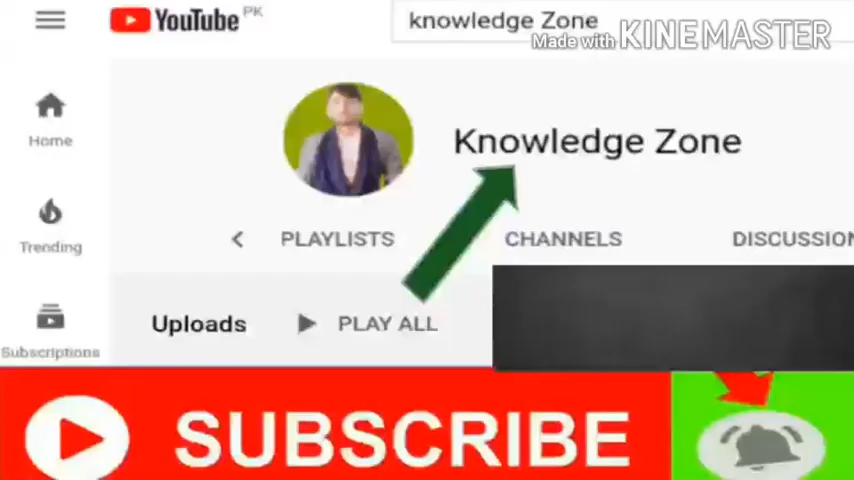 YouTube PK
knowledge Zone
Made with KINEMASTER
Home
Knowledge Zone
Trending
PLAYLISTS
CHANNELS
DISCUSSION
Uploads
PLAY ALL
Subscriptions
SUBSCRIBE